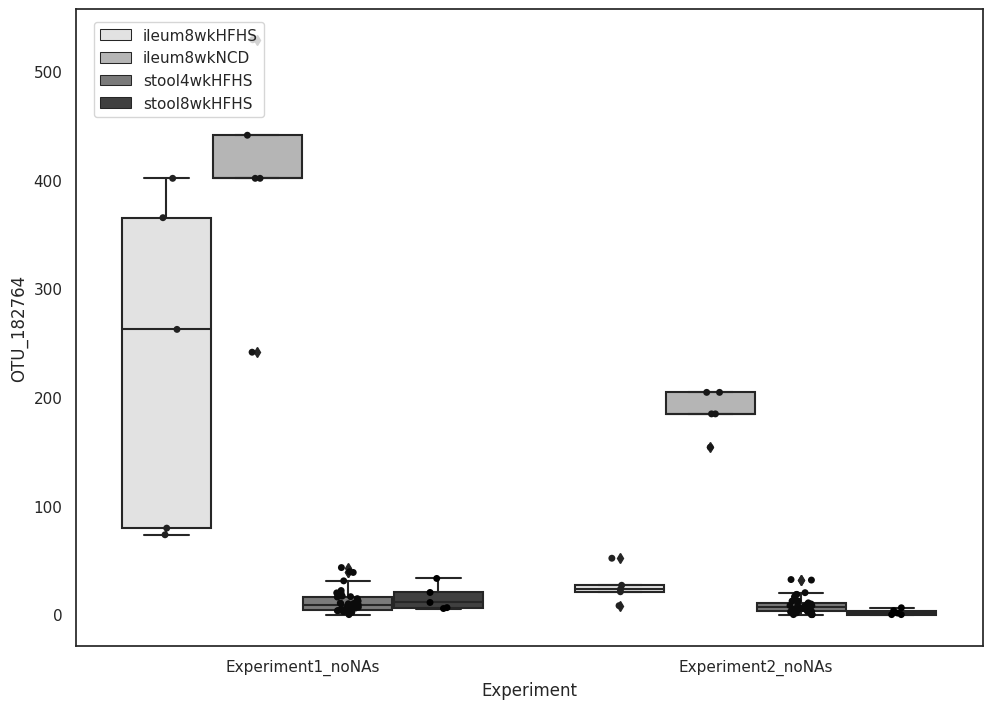 ileum8wkHFHS
ileum8wkNCD
stool4wkHFHS
stool8wkHFHS
500
400
300
200
100
0
OTU_182764
Experiment1_noNAs
Experiment2_noNAs
Experiment